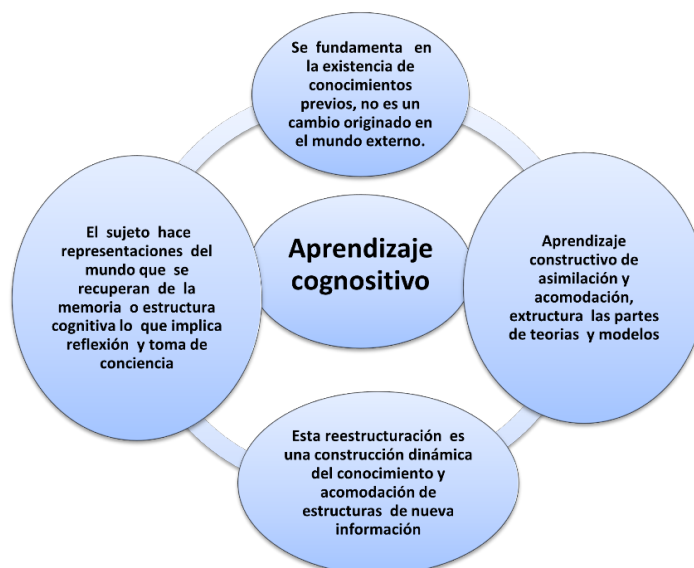 Se fundamenta en
la existencia de
conocimientos
previos, no es un
cambio originado en
el mundo externo.
Aprendizaje
cognositivo
El sujeto hace
representaciones del
mundo que se
recuperan de la
memoria o estructura
cognitiva lo que implica
reflexión y toma de
conciencia
Aprendizaje
constructivo de
asimilación y
acomodación,
extructura las partes
de teorias y modelos
Esta reestructuración es
una construcción dinámica
del conocimiento y
acomodación de
estructuras de nueva
información